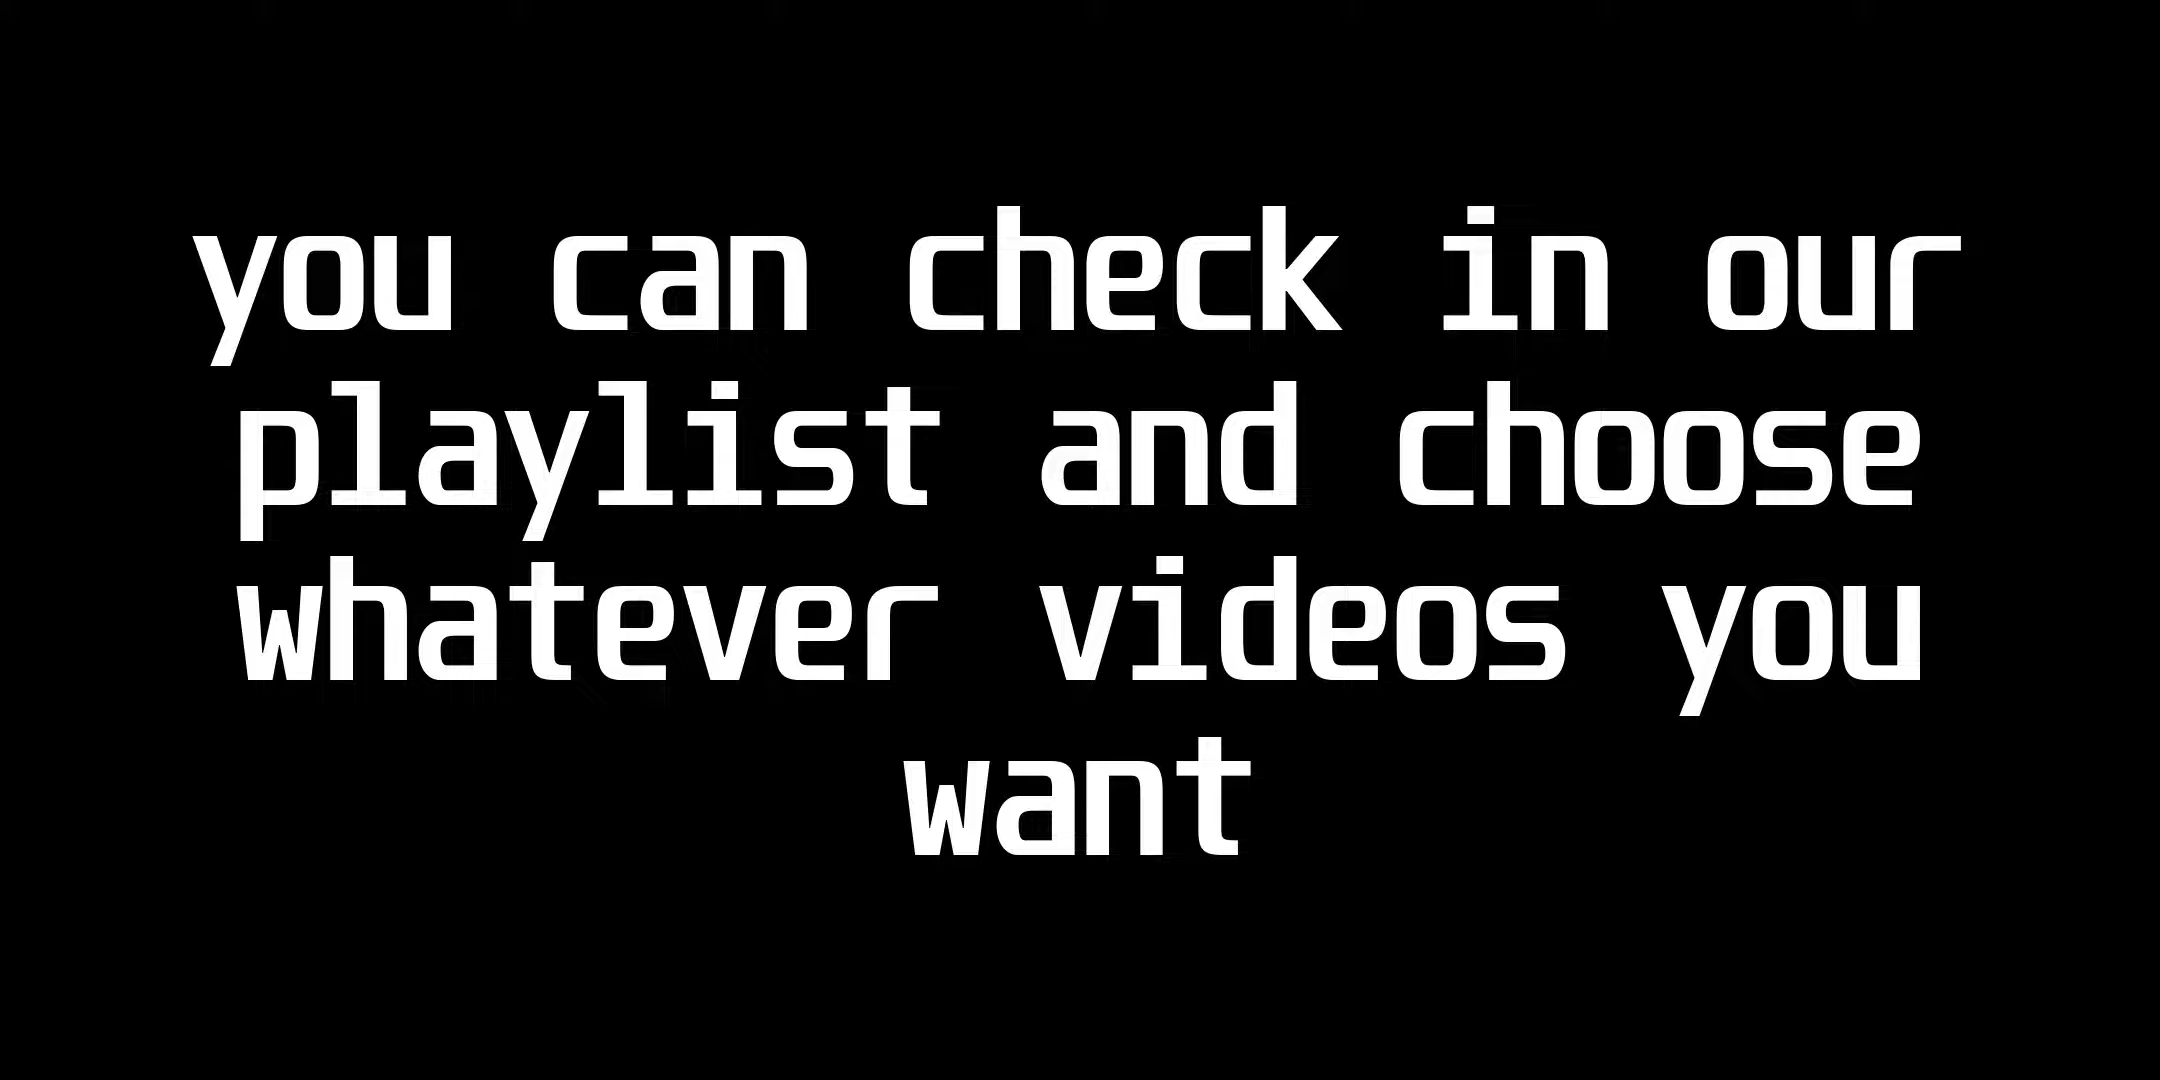 you can check in our
playlist and choose
whatever videos you
want